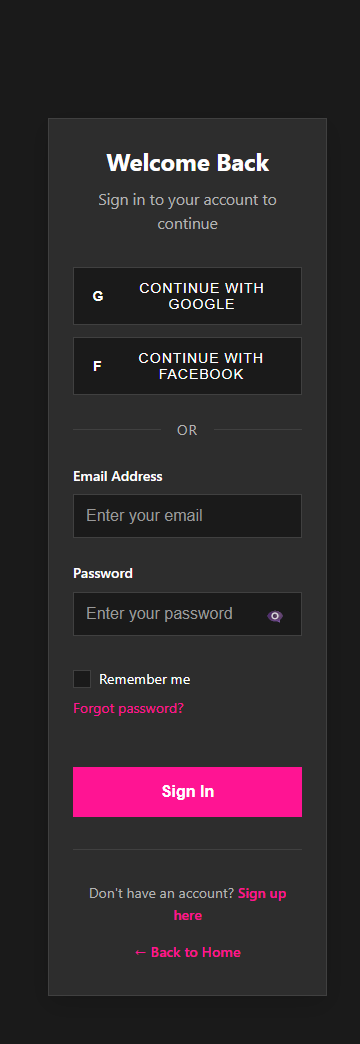 Welcome Back
Sign in to your account to
continue
G CONTINUE WITH
GOOGLE
F CONTINUE WITH
FACEBOOK
OR
Email Address
Enter your email
Password
Enter your password
Remember me
Forgot password?
Sign In
Don't have an account? Sign up
here
← Back to Home